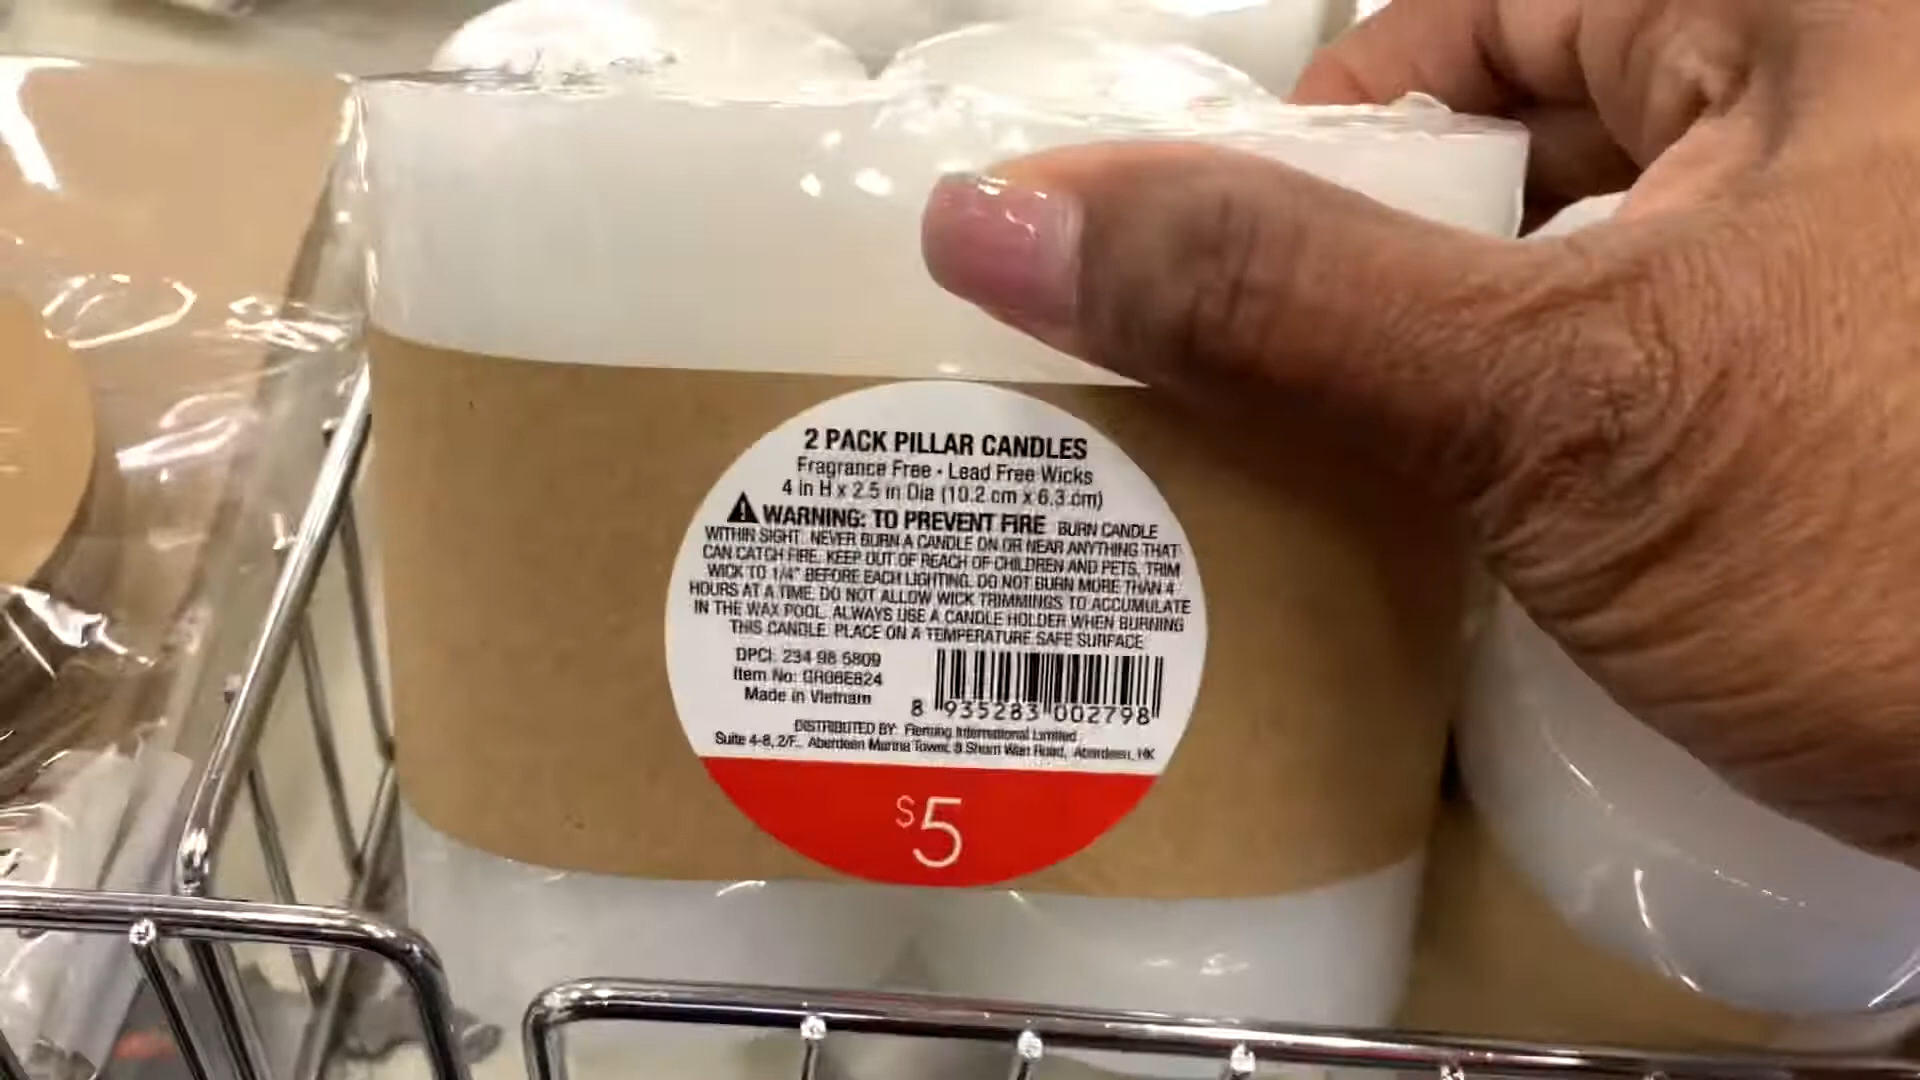 2 PACK PILLAR CANDLES
Fragrance Free • Lead Free Wicks
4 in H x 2.5 in Dia (10.2 cm x 6.3 cm)
WARNING: TO PREVENT FIRE BURN CANDLE
WITHIN SIGHT. NEVER BURN A CANDLE ON OR NEAR ANYTHING THAT
CAN CATCH FIRE. KEEP OUT OF REACH OF CHILDREN AND PETS. TRIM
WICK TO 1/4" BEFORE EACH LIGHTING. DO NOT BURN MORE THAN 4
HOURS AT A TIME. DO NOT ALLOW WICK TRIMMINGS TO ACCUMULATE
IN THE WAX POOL. ALWAYS USE A CANDLE HOLDER WHEN BURNING
THIS CANDLE. PLACE ON A TEMPERATURE SAFE SURFACE.
DPCI: 234 98 5809
Item No: GR06E824
Made in Vietnam
8 935283 002798
DISTRIBUTED BY: Fleming International Limited
Suite 4-8, 2/F., Aberdeen Marina Tower, 8 Shum Wan Road, Aberdeen, HK
$5